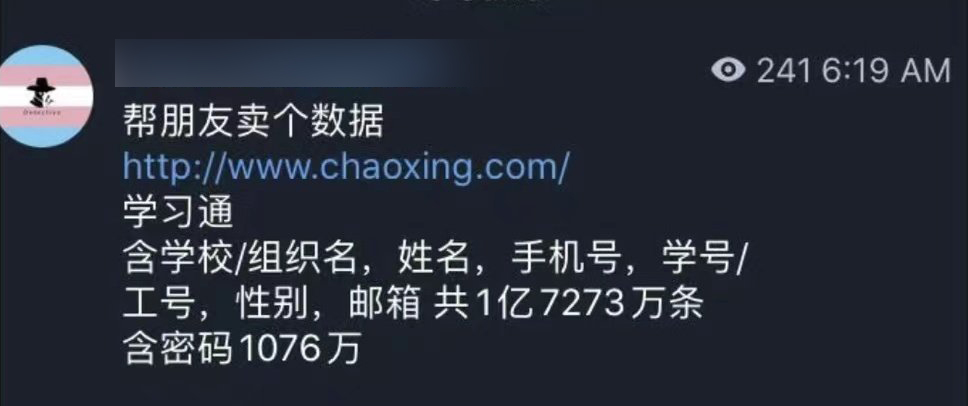 241 6:19 AM
帮朋友卖个数据
http://www.chaoxing.com/
学习通
含学校/组织名，姓名，手机号，学号/
工号，性别，邮箱 共1亿7273万条
含密码1076万